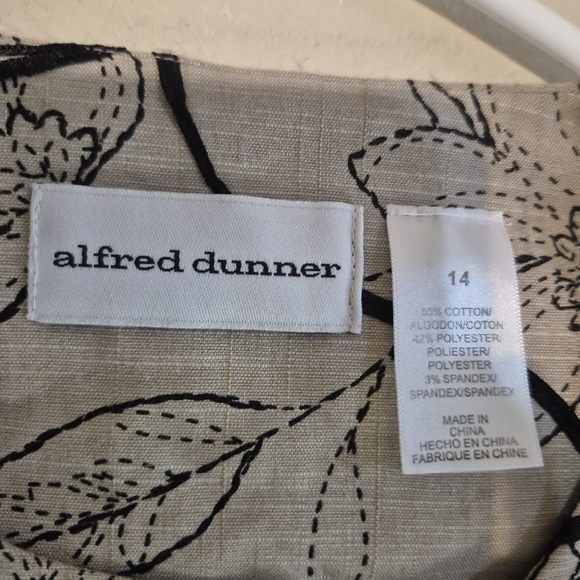 alfred dunner
14
55% COTTON/
ALGODON/COTON
42% POLYESTER/
POLIESTER/
POLYESTER
3% SPANDEX/
SPANDEX/SPANDEX
MADE IN
CHINA
HECHO EN CHINA
FABRIQUE EN CHINE